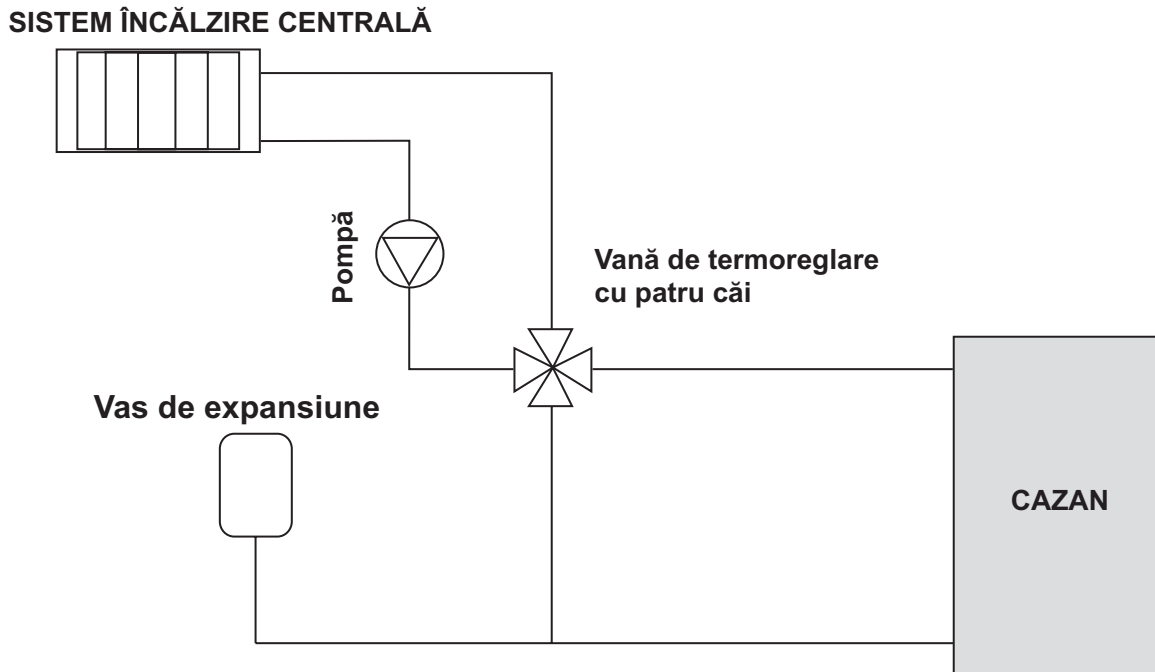 SISTEM ÎNCĂLZIRE CENTRALĂ
Pompă
Vană de termoreglare
cu patru căi
Vas de expansiune
CAZAN